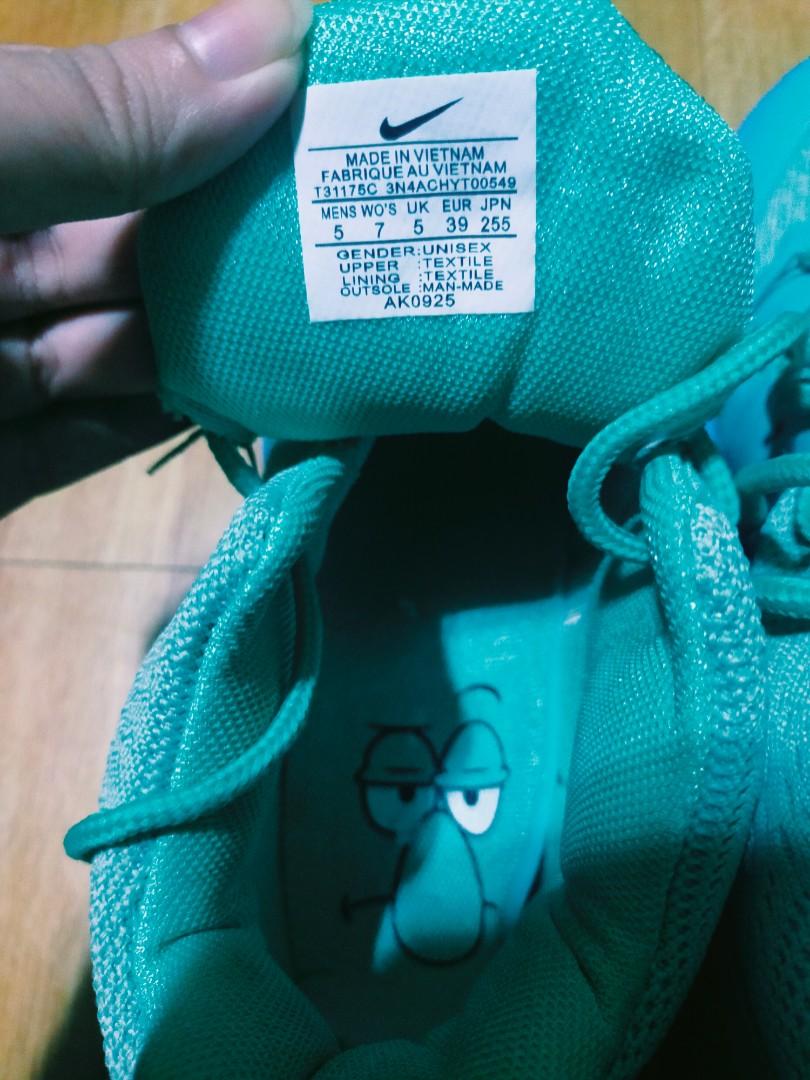 MADE IN VIETNAM
FABRIQUE AU VIETNAM
T31175C 3N4ACHYT00549
MENS WO'S UK EUR JPN
5 7 5 39 255
GENDER:UNISEX
UPPER :TEXTILE
LINING :TEXTILE
OUTSOLE :MAN-MADE
AK0925